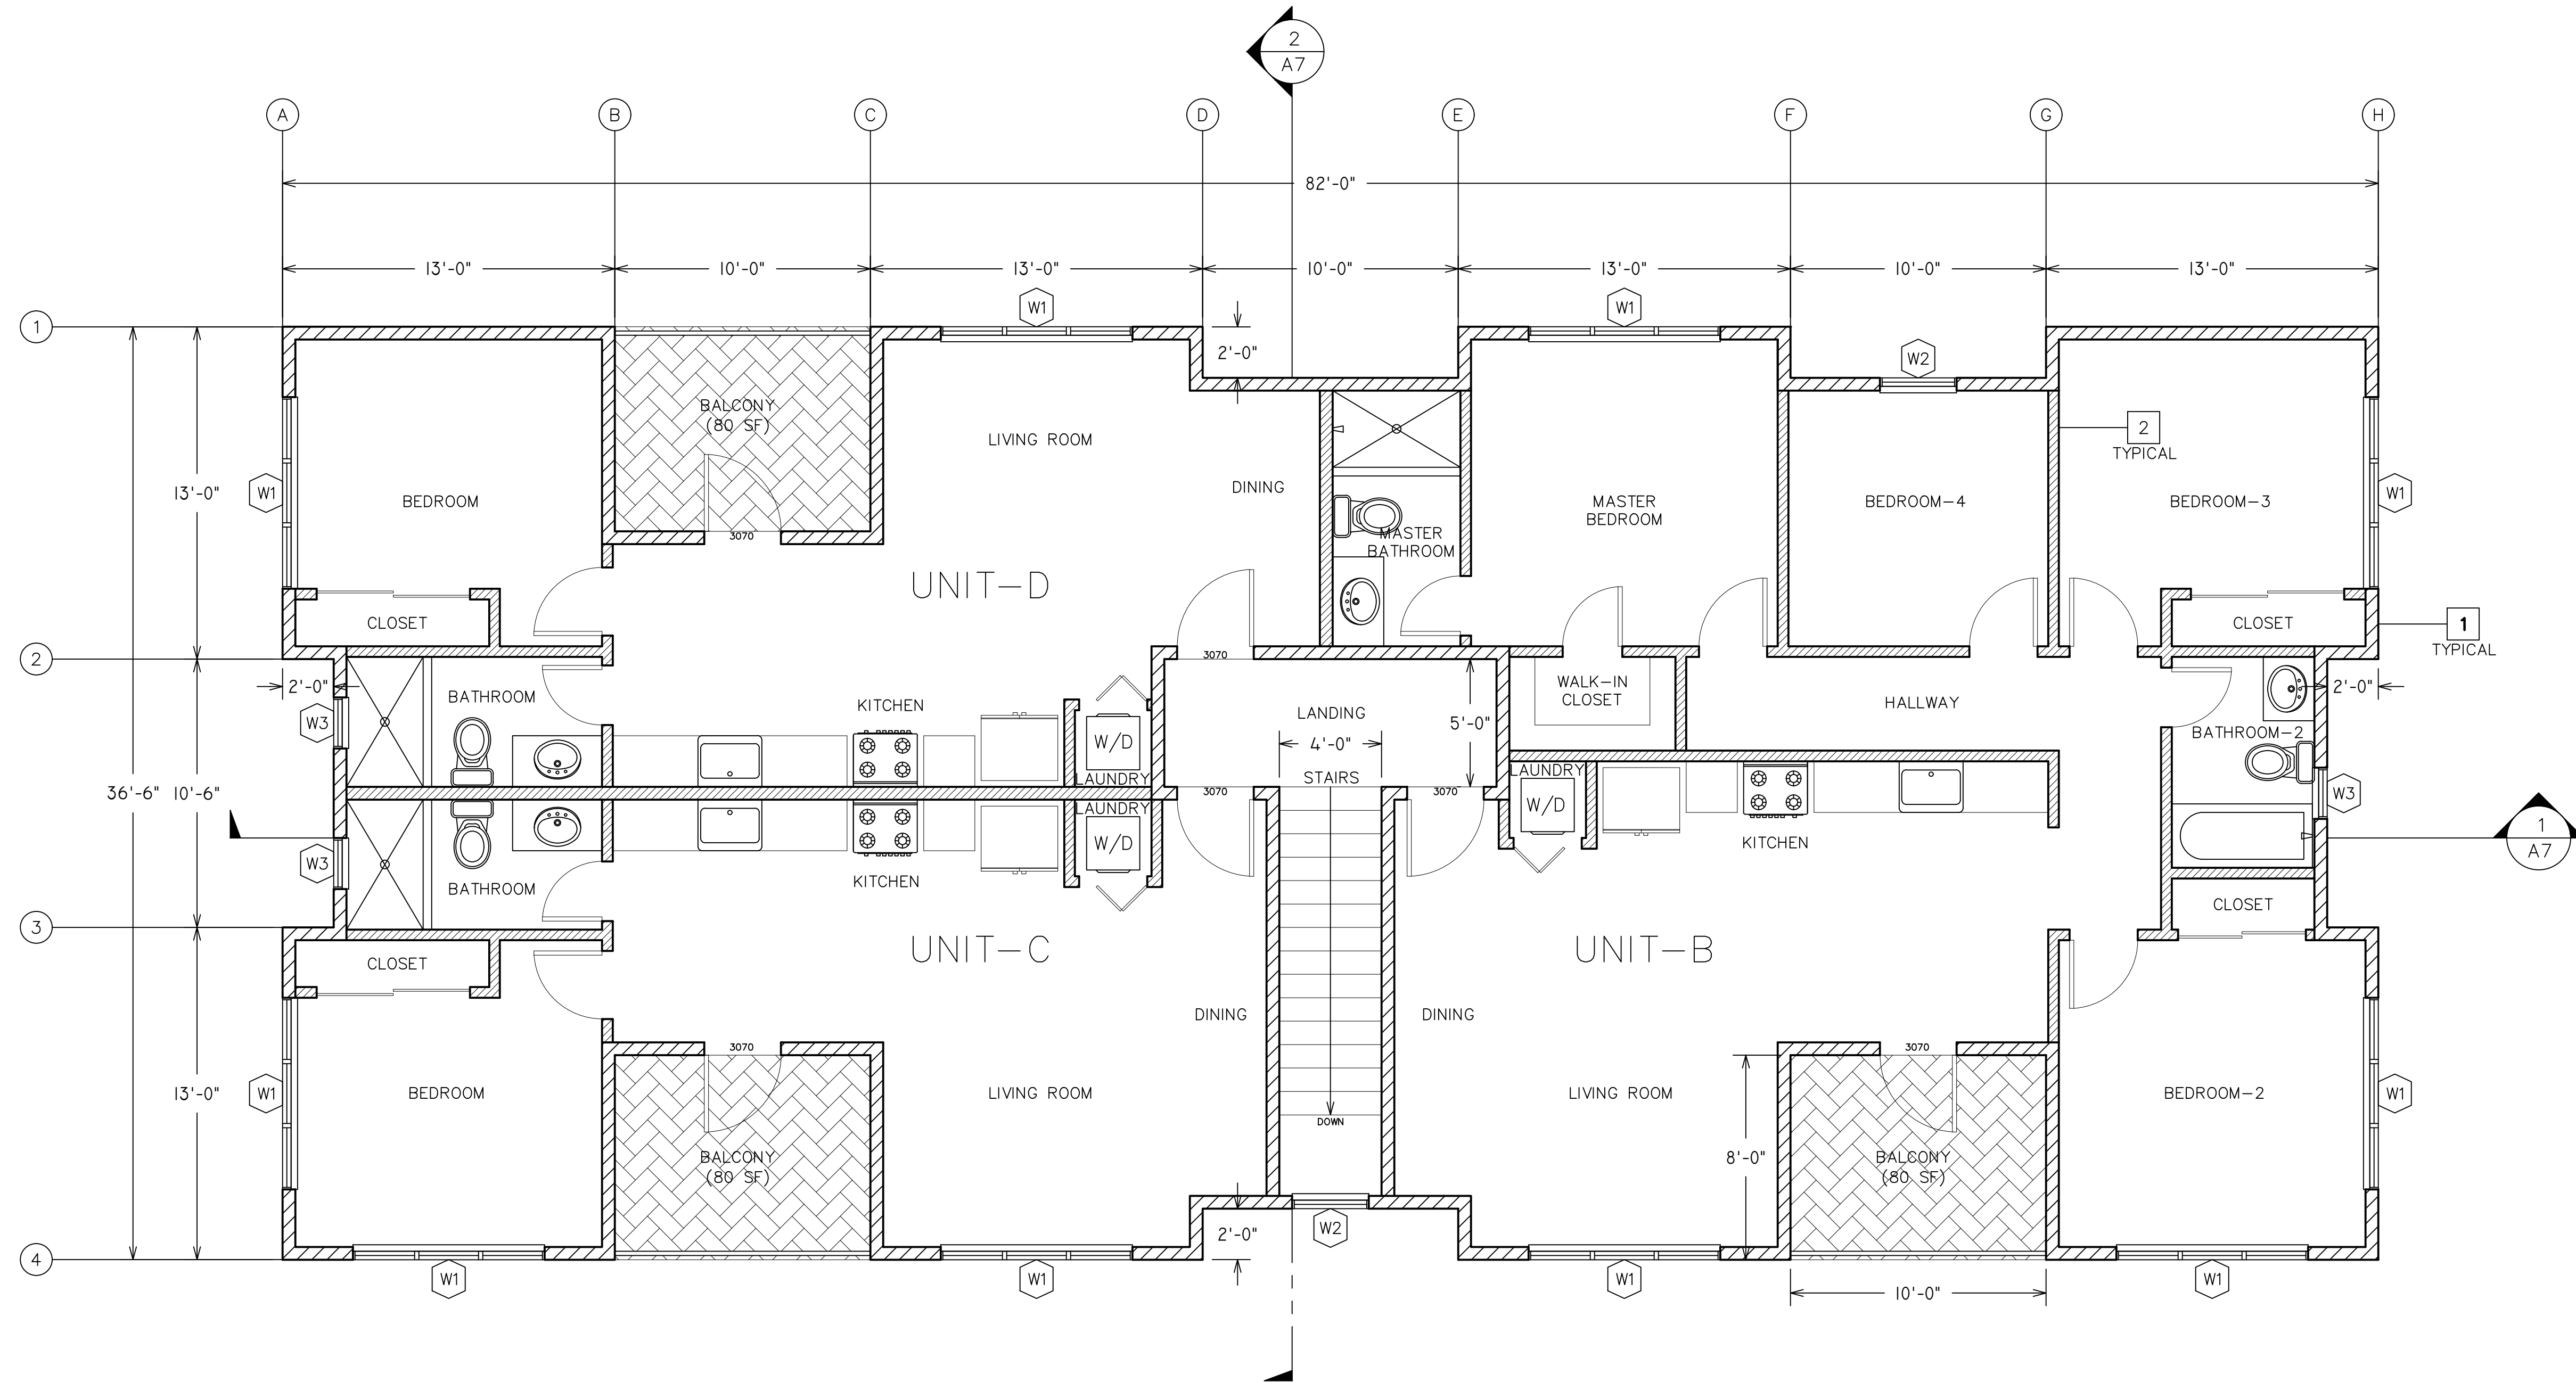 2
A7
A
B
C
D
E
F
G
H
82'-0"
13'-0"
10'-0"
13'-0"
10'-0"
13'-0"
10'-0"
13'-0"
W1
W1
1
2'-0"
W2
BALCONY
(80 SF)
2
LIVING ROOM
TYPICAL
DINING
W1
13'-0"
BEDROOM
MASTER
BEDROOM
BEDROOM-4
BEDROOM-3
W1
3070
MASTER
BATHROOM
UNIT-D
CLOSET
CLOSET
1
TYPICAL
2
3070
2'-0"
BATHROOM
WALK-IN
CLOSET
2'-0"
KITCHEN
HALLWAY
W3
LANDING
5'-0"
BATHROOM-2
W/D
4'-0"
LAUNDRY
STAIRS
LAUNDRY
36'-6"
10'-6"
3070
3070
W3
LAUNDRY
W/D
W/D
1
A7
KITCHEN
W3
KITCHEN
BATHROOM
CLOSET
3
UNIT-C
UNIT-B
CLOSET
DINING
DINING
3070
3070
W1
13'-0"
BEDROOM
LIVING ROOM
LIVING ROOM
BEDROOM-2
W1
DOWN
BALCONY
(80 SF)
8'-0"
BALCONY
(80 SF)
2'-0"
W2
4
W1
W1
W1
W1
10'-0"